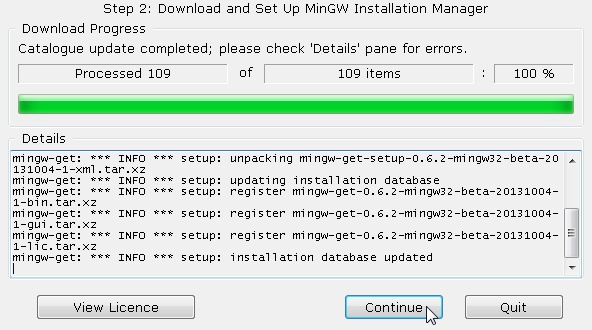 Step 2: Download and Set Up MinGW Installation Manager
Download Progress
Catalogue update completed; please check 'Details' pane for errors.
Processed 109 of 109 items : 100 %
Details
mingw-get: *** INFO *** setup: unpacking mingw-get-setup-0.6.2-mingw32-beta-20
131004-1-xml.tar.xz
mingw-get: *** INFO *** setup: updating installation database
mingw-get: *** INFO *** setup: register mingw-get-0.6.2-mingw32-beta-20131004-
1-bin.tar.xz
mingw-get: *** INFO *** setup: register mingw-get-0.6.2-mingw32-beta-20131004-
1-gui.tar.xz
mingw-get: *** INFO *** setup: register mingw-get-0.6.2-mingw32-beta-20131004-
1-lic.tar.xz
mingw-get: *** INFO *** setup: installation database updated
View Licence Continue Quit